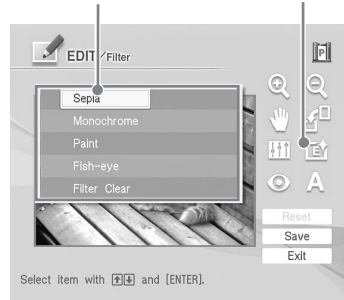 EDIT/Filter
P
Sepia
Monochrome
Paint
Fish-eye
Filter Clear
E
A
Reset
Save
Exit
Select item with [↑][↓] and [ENTER].